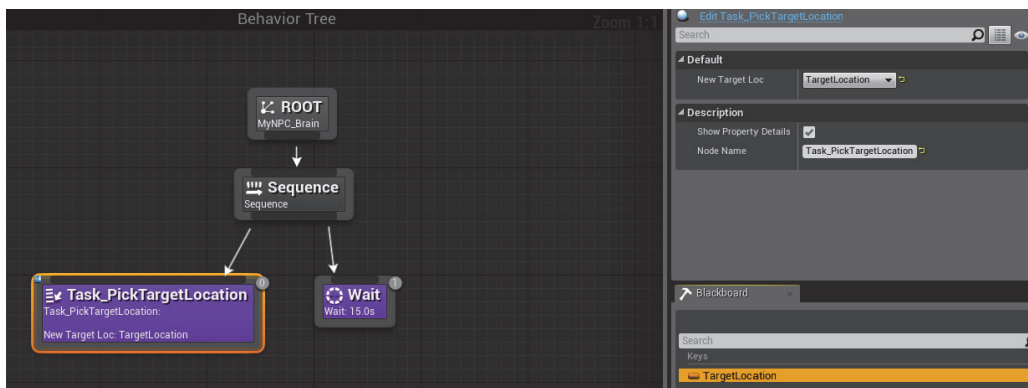 Behavior Tree
Zoom 1:1
ROOT
MyNPC_Brain
Sequence
Sequence
0
Task_PickTargetLocation
Task_PickTargetLocation:
New Target Loc: TargetLocation
1
Wait
Wait: 15.0s
Edit Task_PickTargetLocation
Search
Default
New Target Loc
TargetLocation
Description
Show Property Details
Node Name
Task_PickTargetLocation
Blackboard
Search
Keys
TargetLocation